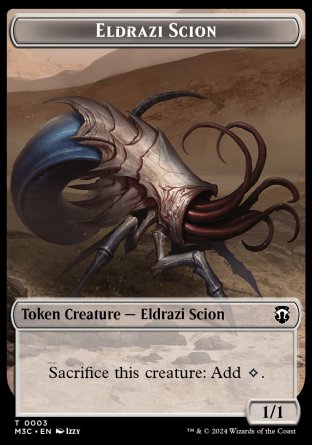 Eldrazi Scion
Token Creature — Eldrazi Scion
Sacrifice this creature: Add ◇.
1/1
T 0003
M3C • EN Izzy
™ & © 2024 Wizards of the Coast